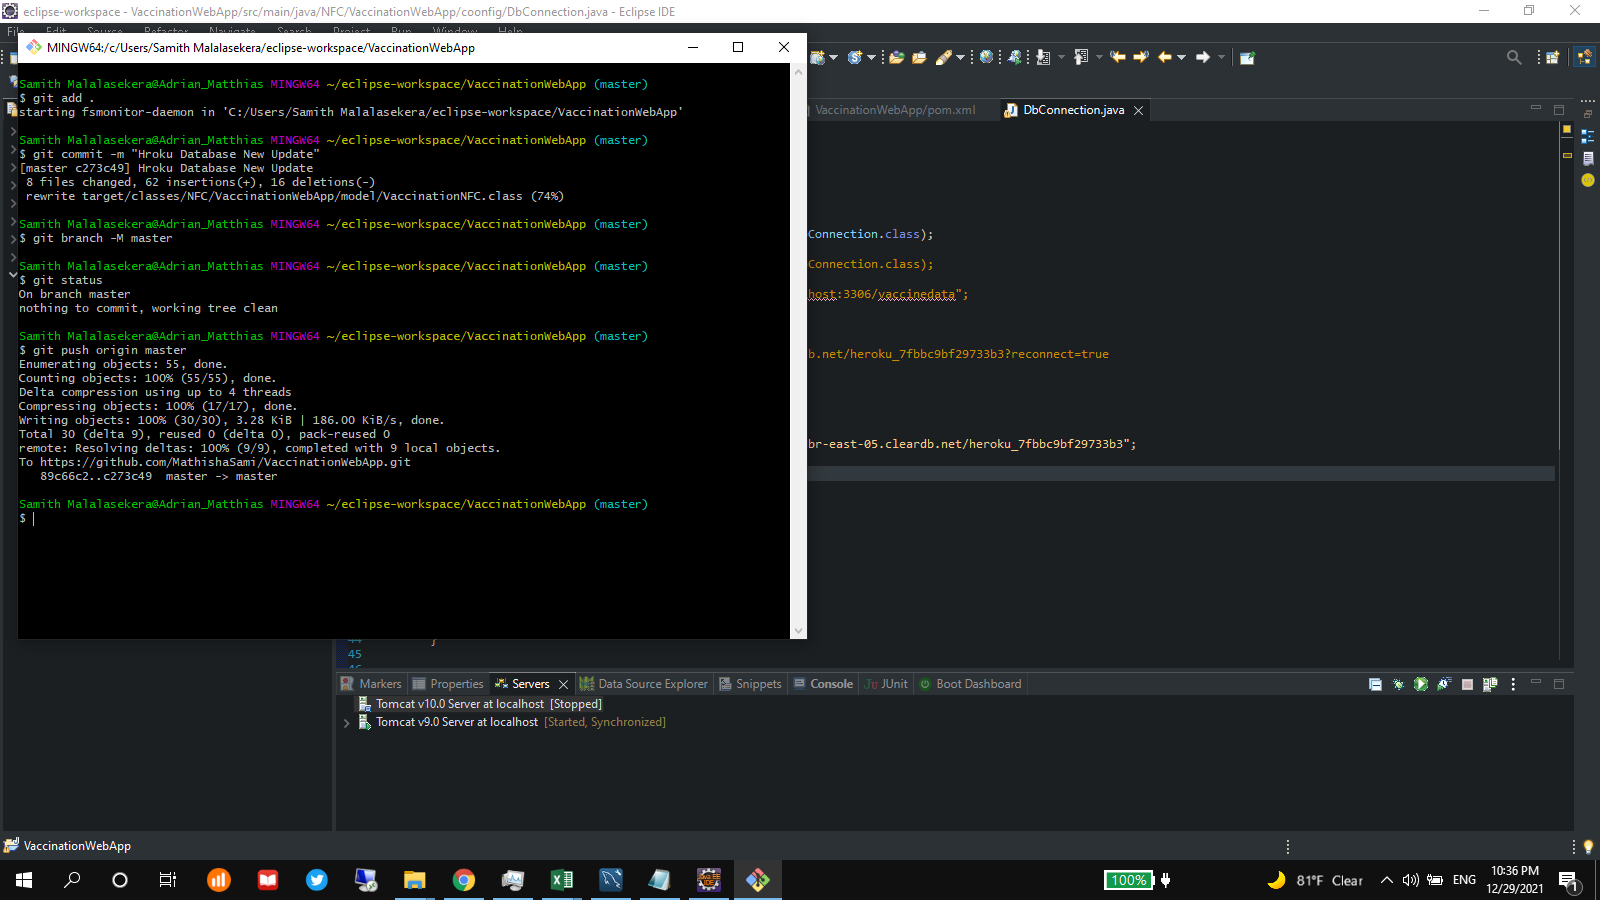 eclipse-workspace - VaccinationWebApp/src/main/java/NFC/VaccinationWebApp/coonfig/DbConnection.java - Eclipse IDE
File Edit Source Refactor Navigate Search Project Run Window Help
MINGW64:/c/Users/Samith Malalasekera/eclipse-workspace/VaccinationWebApp
Samith Malalasekera@Adrian_Matthias MINGW64 ~/eclipse-workspace/VaccinationWebApp (master)
$ git add .
starting fsmonitor-daemon in 'C:/Users/Samith Malalasekera/eclipse-workspace/VaccinationWebApp'
Samith Malalasekera@Adrian_Matthias MINGW64 ~/eclipse-workspace/VaccinationWebApp (master)
$ git commit -m "Hroku Database New Update"
[master c273c49] Hroku Database New Update
8 files changed, 62 insertions(+), 16 deletions(-)
rewrite target/classes/NFC/VaccinationWebApp/model/VaccinationNFC.class (74%)
Samith Malalasekera@Adrian_Matthias MINGW64 ~/eclipse-workspace/VaccinationWebApp (master)
$ git branch -M master
Samith Malalasekera@Adrian_Matthias MINGW64 ~/eclipse-workspace/VaccinationWebApp (master)
$ git status
On branch master
nothing to commit, working tree clean
Samith Malalasekera@Adrian_Matthias MINGW64 ~/eclipse-workspace/VaccinationWebApp (master)
$ git push origin master
Enumerating objects: 55, done.
Counting objects: 100% (55/55), done.
Delta compression using up to 4 threads
Compressing objects: 100% (17/17), done.
Writing objects: 100% (30/30), 3.28 KiB | 186.00 KiB/s, done.
Total 30 (delta 9), reused 0 (delta 0), pack-reused 0
remote: Resolving deltas: 100% (9/9), completed with 9 local objects.
To https://github.com/MathishaSami/VaccinationWebApp.git
89c66c2..c273c49 master -> master
Samith Malalasekera@Adrian_Matthias MINGW64 ~/eclipse-workspace/VaccinationWebApp (master)
$
VaccinationWebApp/pom.xml DbConnection.java
Connection.class);
Connection.class);
host:3306/vaccinedata";
b.net/heroku_7fbbc9bf29733b3?reconnect=true
br-east-05.cleardb.net/heroku_7fbbc9bf29733b3";
44 }
45
46
Markers Properties Servers Data Source Explorer Snippets Console JUnit Boot Dashboard
Tomcat v10.0 Server at localhost [Stopped]
Tomcat v9.0 Server at localhost [Started, Synchronized]
VaccinationWebApp
100% 81°F Clear ENG 10:36 PM
12/29/2021
1